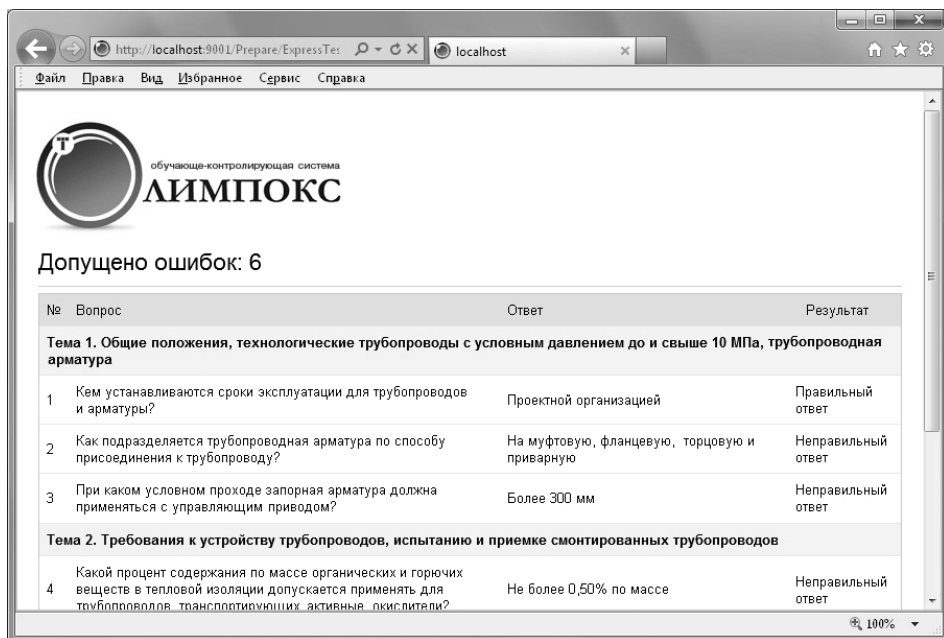 http://localhost:9001/Prepare/ExpressTes
localhost
Файл Правка Вид Избранное Сервис Справка
Т
обучающе-контролирующая система
ОЛИМПОКС
Допущено ошибок: 6
№ Вопрос Ответ Результат
Тема 1. Общие положения, технологические трубопроводы с условным давлением до и свыше 10 МПа, трубопроводная
арматура
1 Кем устанавливаются сроки эксплуатации для трубопроводов
и арматуры?
Проектной организацией
Правильный
ответ
2 Как подразделяется трубопроводная арматура по способу
присоединения к трубопроводу?
На муфтовую, фланцевую, торцовую и
приварную
Неправильный
ответ
3 При каком условном проходе запорная арматура должна
применяться с управляющим приводом?
Более 300 мм
Неправильный
ответ
Тема 2. Требования к устройству трубопроводов, испытанию и приемке смонтированных трубопроводов
4 Какой процент содержания по массе органических и горючих
веществ в тепловой изоляции допускается применять для
трубопроводов, транспортирующих активные окислители?
Не более 0,50% по массе
Неправильный
ответ
100%